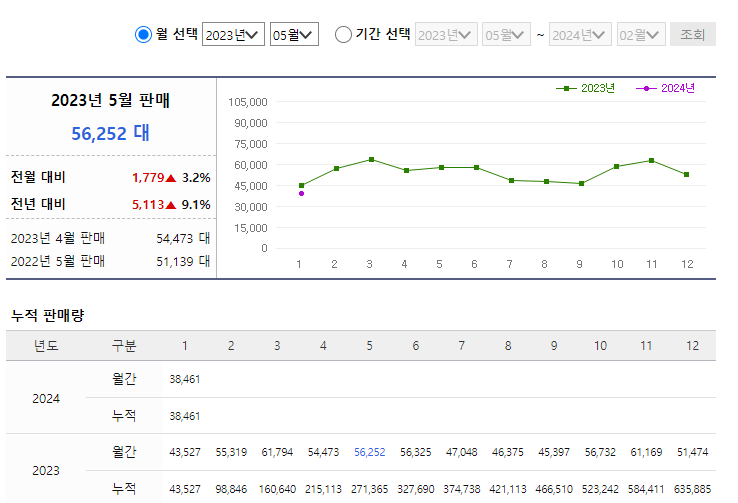 월 선택 2023년 05월 기간 선택 2023년 05월 ~ 2024년 02월 조회
2023년 5월 판매
56,252 대
전월 대비 1,779▲ 3.2%
전년 대비 5,113▲ 9.1%
2023년 4월 판매 54,473 대
2022년 5월 판매 51,139 대
2023년 2024년
105,000
90,000
75,000
60,000
45,000
30,000
15,000
0
1 2 3 4 5 6 7 8 9 10 11 12
누적 판매량
년도 구분 1 2 3 4 5 6 7 8 9 10 11 12
2024
월간 38,461
누적 38,461
2023
월간 43,527 55,319 61,794 54,473 56,252 56,325 47,048 46,375 45,397 56,732 61,169 51,474
누적 43,527 98,846 160,640 215,113 271,365 327,690 374,738 421,113 466,510 523,242 584,411 635,885